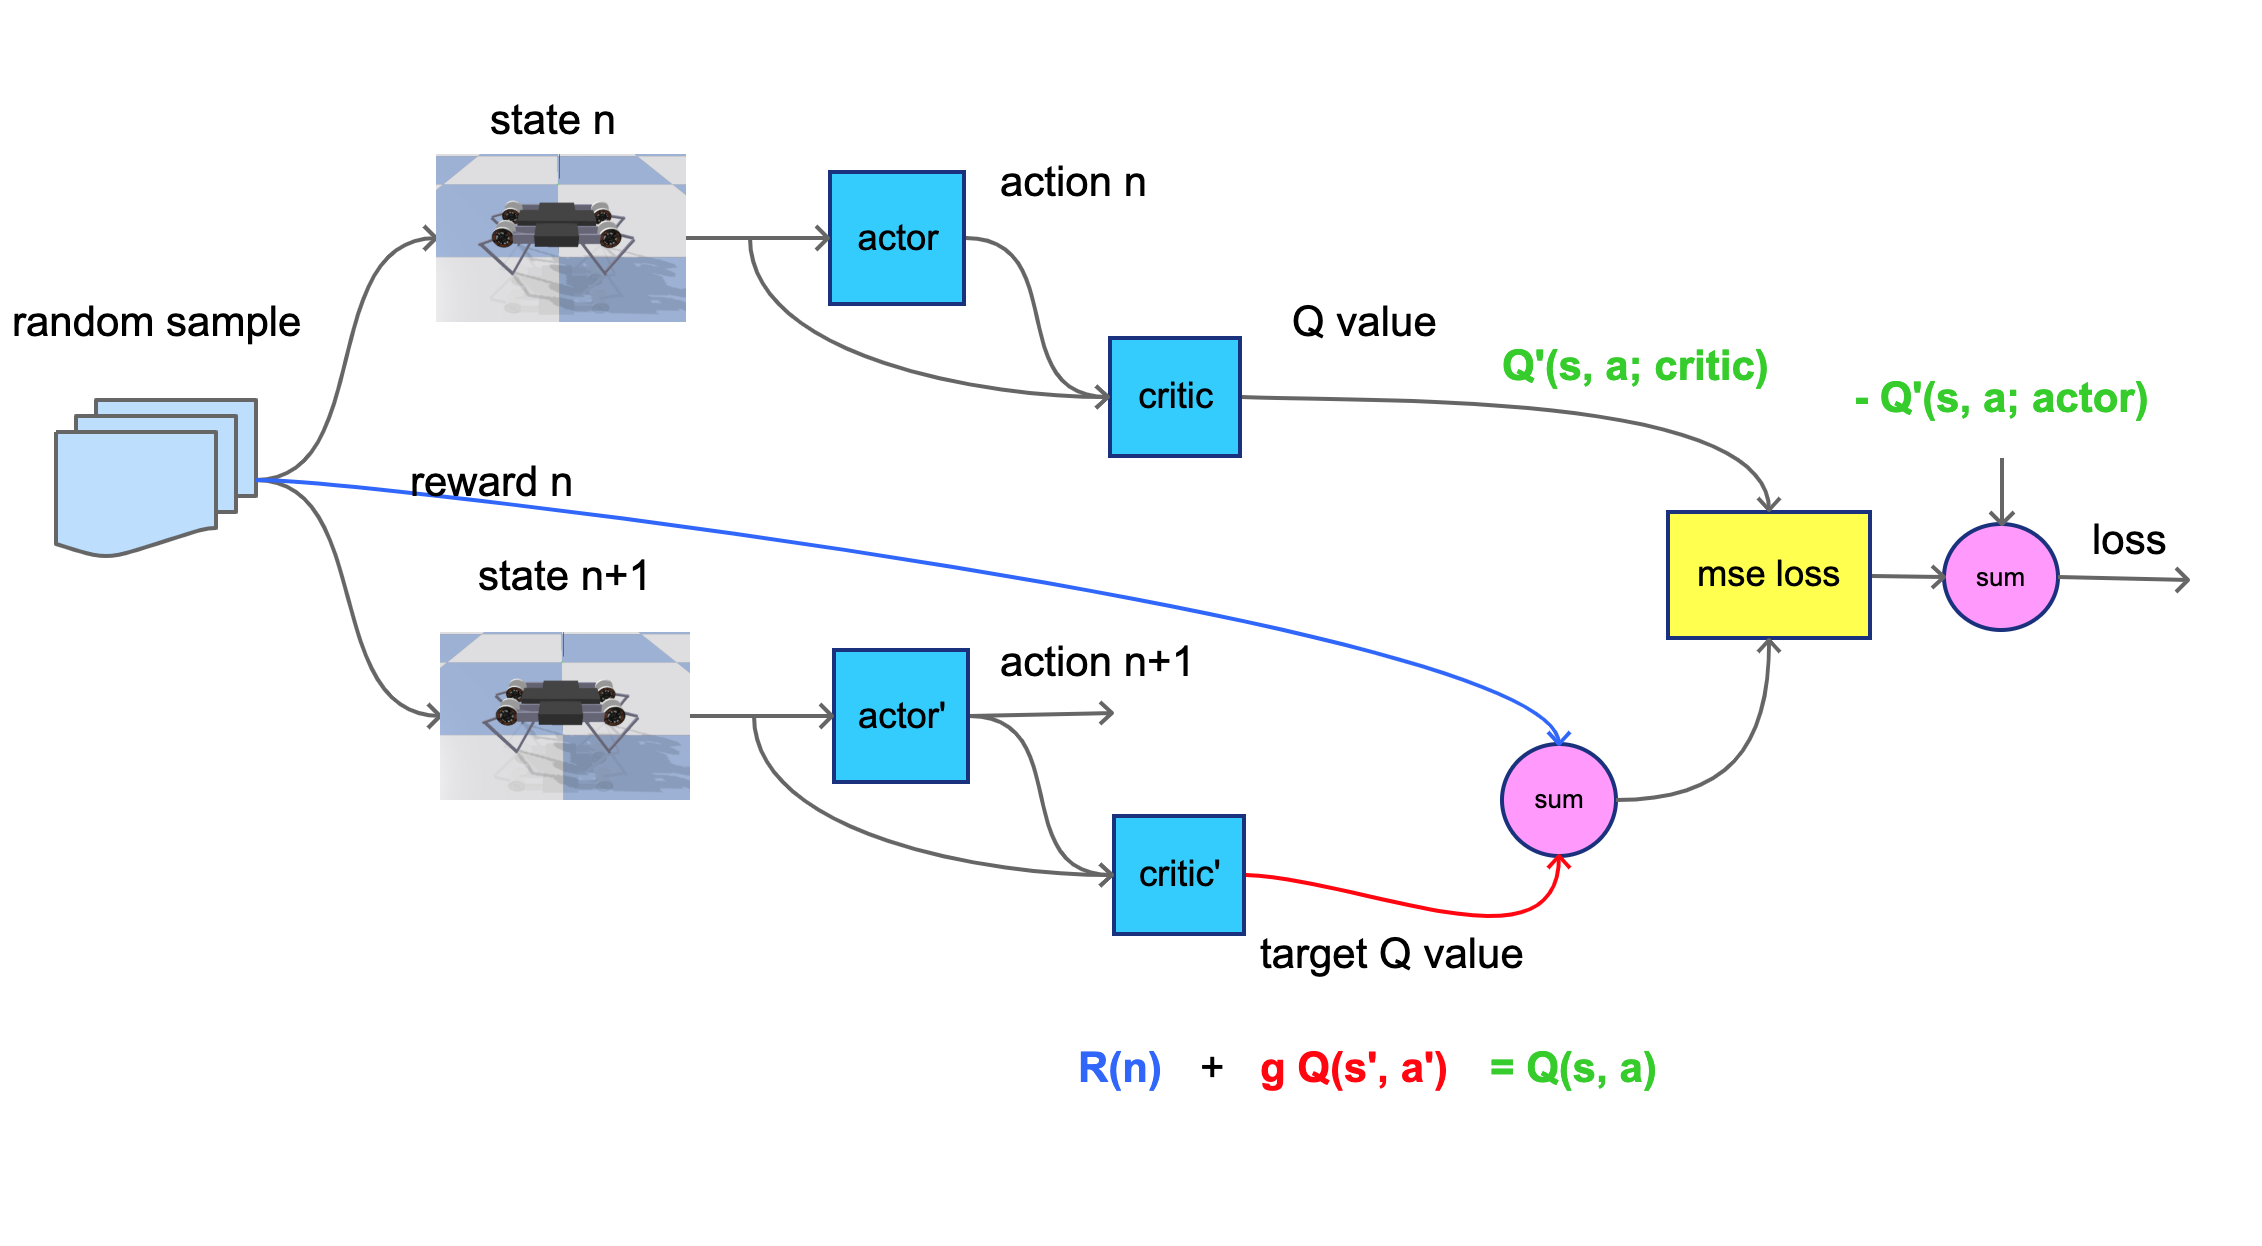 state n
action n
actor
random sample
Q value
critic
Q'(s, a; critic)
- Q'(s, a; actor)
reward n
loss
mse loss
sum
state n+1
action n+1
actor'
sum
critic'
target Q value
R(n) + g Q(s', a') = Q(s, a)